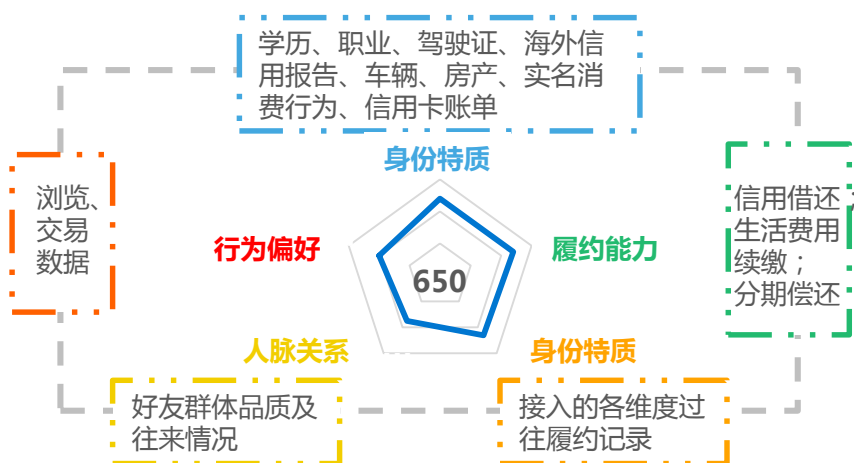 学历、职业、驾驶证、海外信
用报告、车辆、房产、实名消
费行为、信用卡账单
身份特质
浏览、
交易
数据
行为偏好
650
履约能力
信用借还；
生活费用
续缴；
分期偿还
人脉关系
身份特质
好友群体品质及
往来情况
接入的各维度过
往履约记录